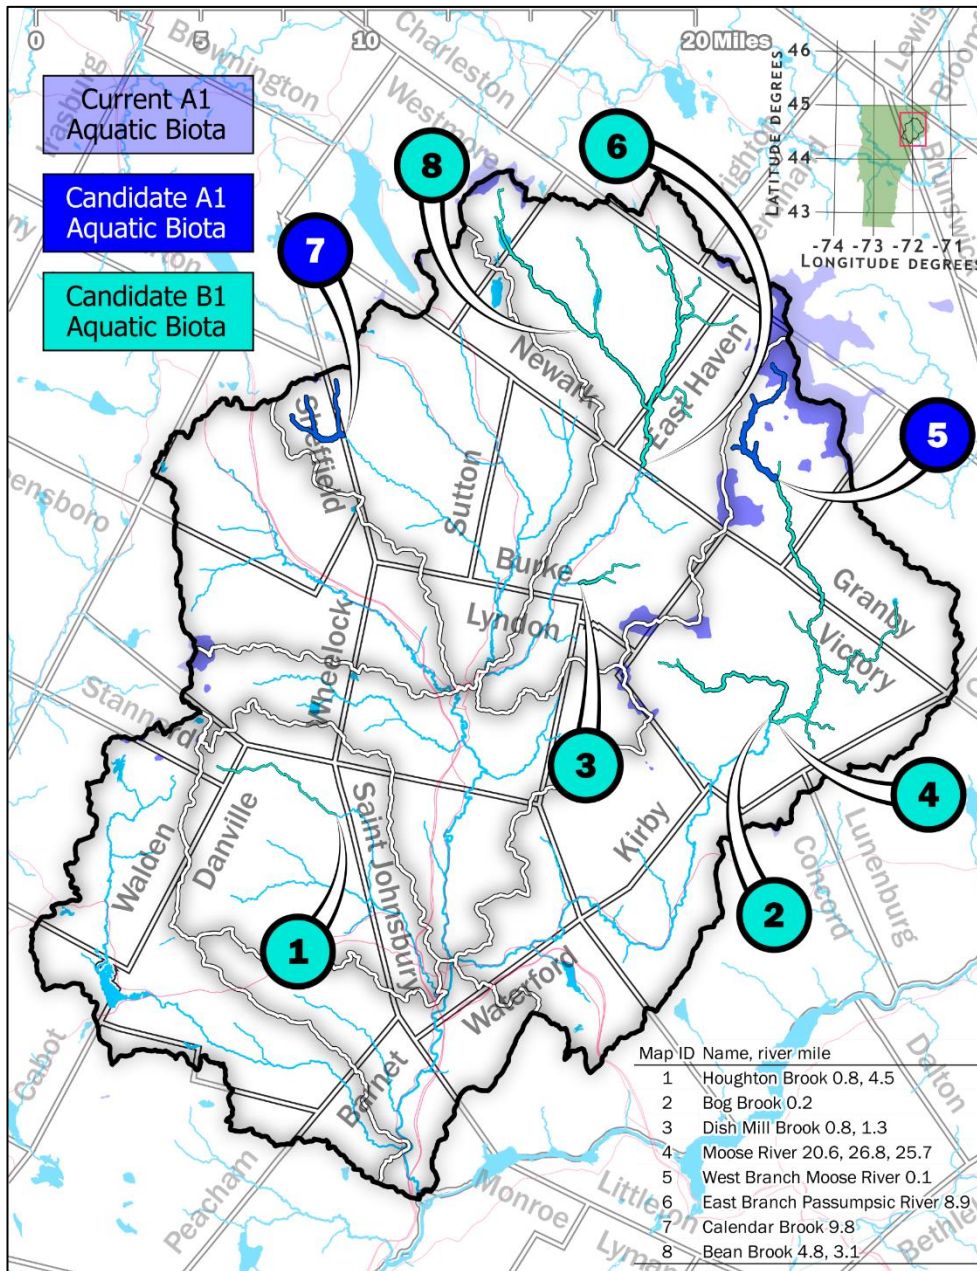 0 5 10 20 Miles
Current A1
Aquatic Biota
Candidate A1
Aquatic Biota
Candidate B1
Aquatic Biota
Irasburg
Brownington
Charleston
Westmore
Lewis
Bloom
Brunswick
LATITUDE DEGREES
46
45
44
43
-74 -73 -72 -71
LONGITUDE DEGREES
8
6
7
5
Newark
East Haven
Sheffield
Sutton
Burke
Lyndon
Granby
Victory
Wheelock
Stannard
3
4
Walden
Danville
Saint Johnsbury
Kirby
Concord
Lunenburg
1
2
Waterford
Cabot
Barnet
Peacham
Monroe
Littleton
Lyman
Dalton
Map ID Name, river mile
1 Houghton Brook 0.8, 4.5
2 Bog Brook 0.2
3 Dish Mill Brook 0.8, 1.3
4 Moose River 20.6, 26.8, 25.7
5 West Branch Moose River 0.1
6 East Branch Passumpsic River 8.9
7 Calendar Brook 9.8
8 Bean Brook 4.8, 3.1